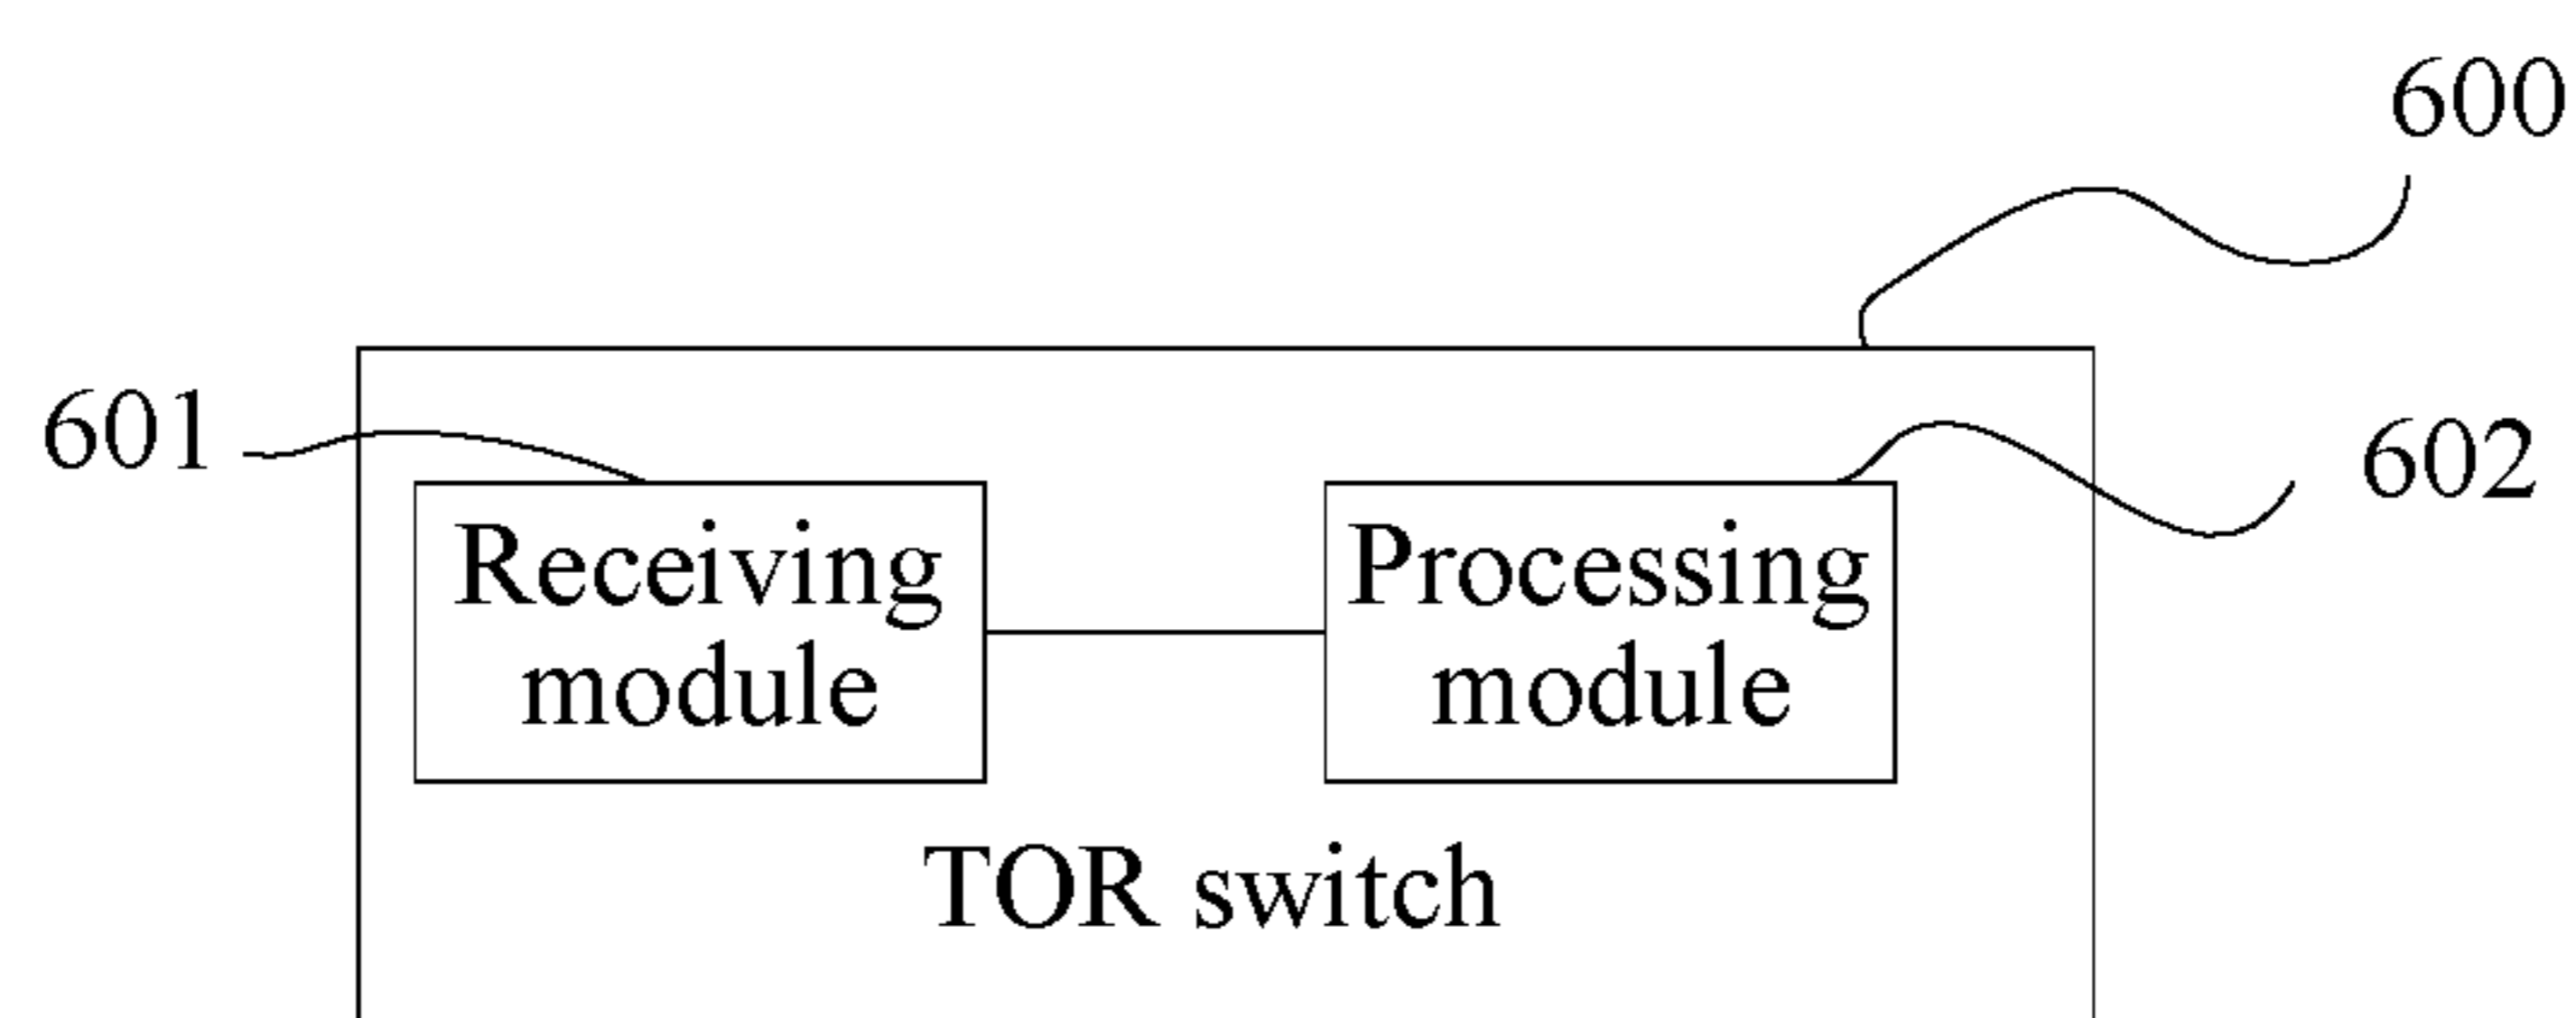 600
601
602
Receiving
module
Processing
module
TOR switch